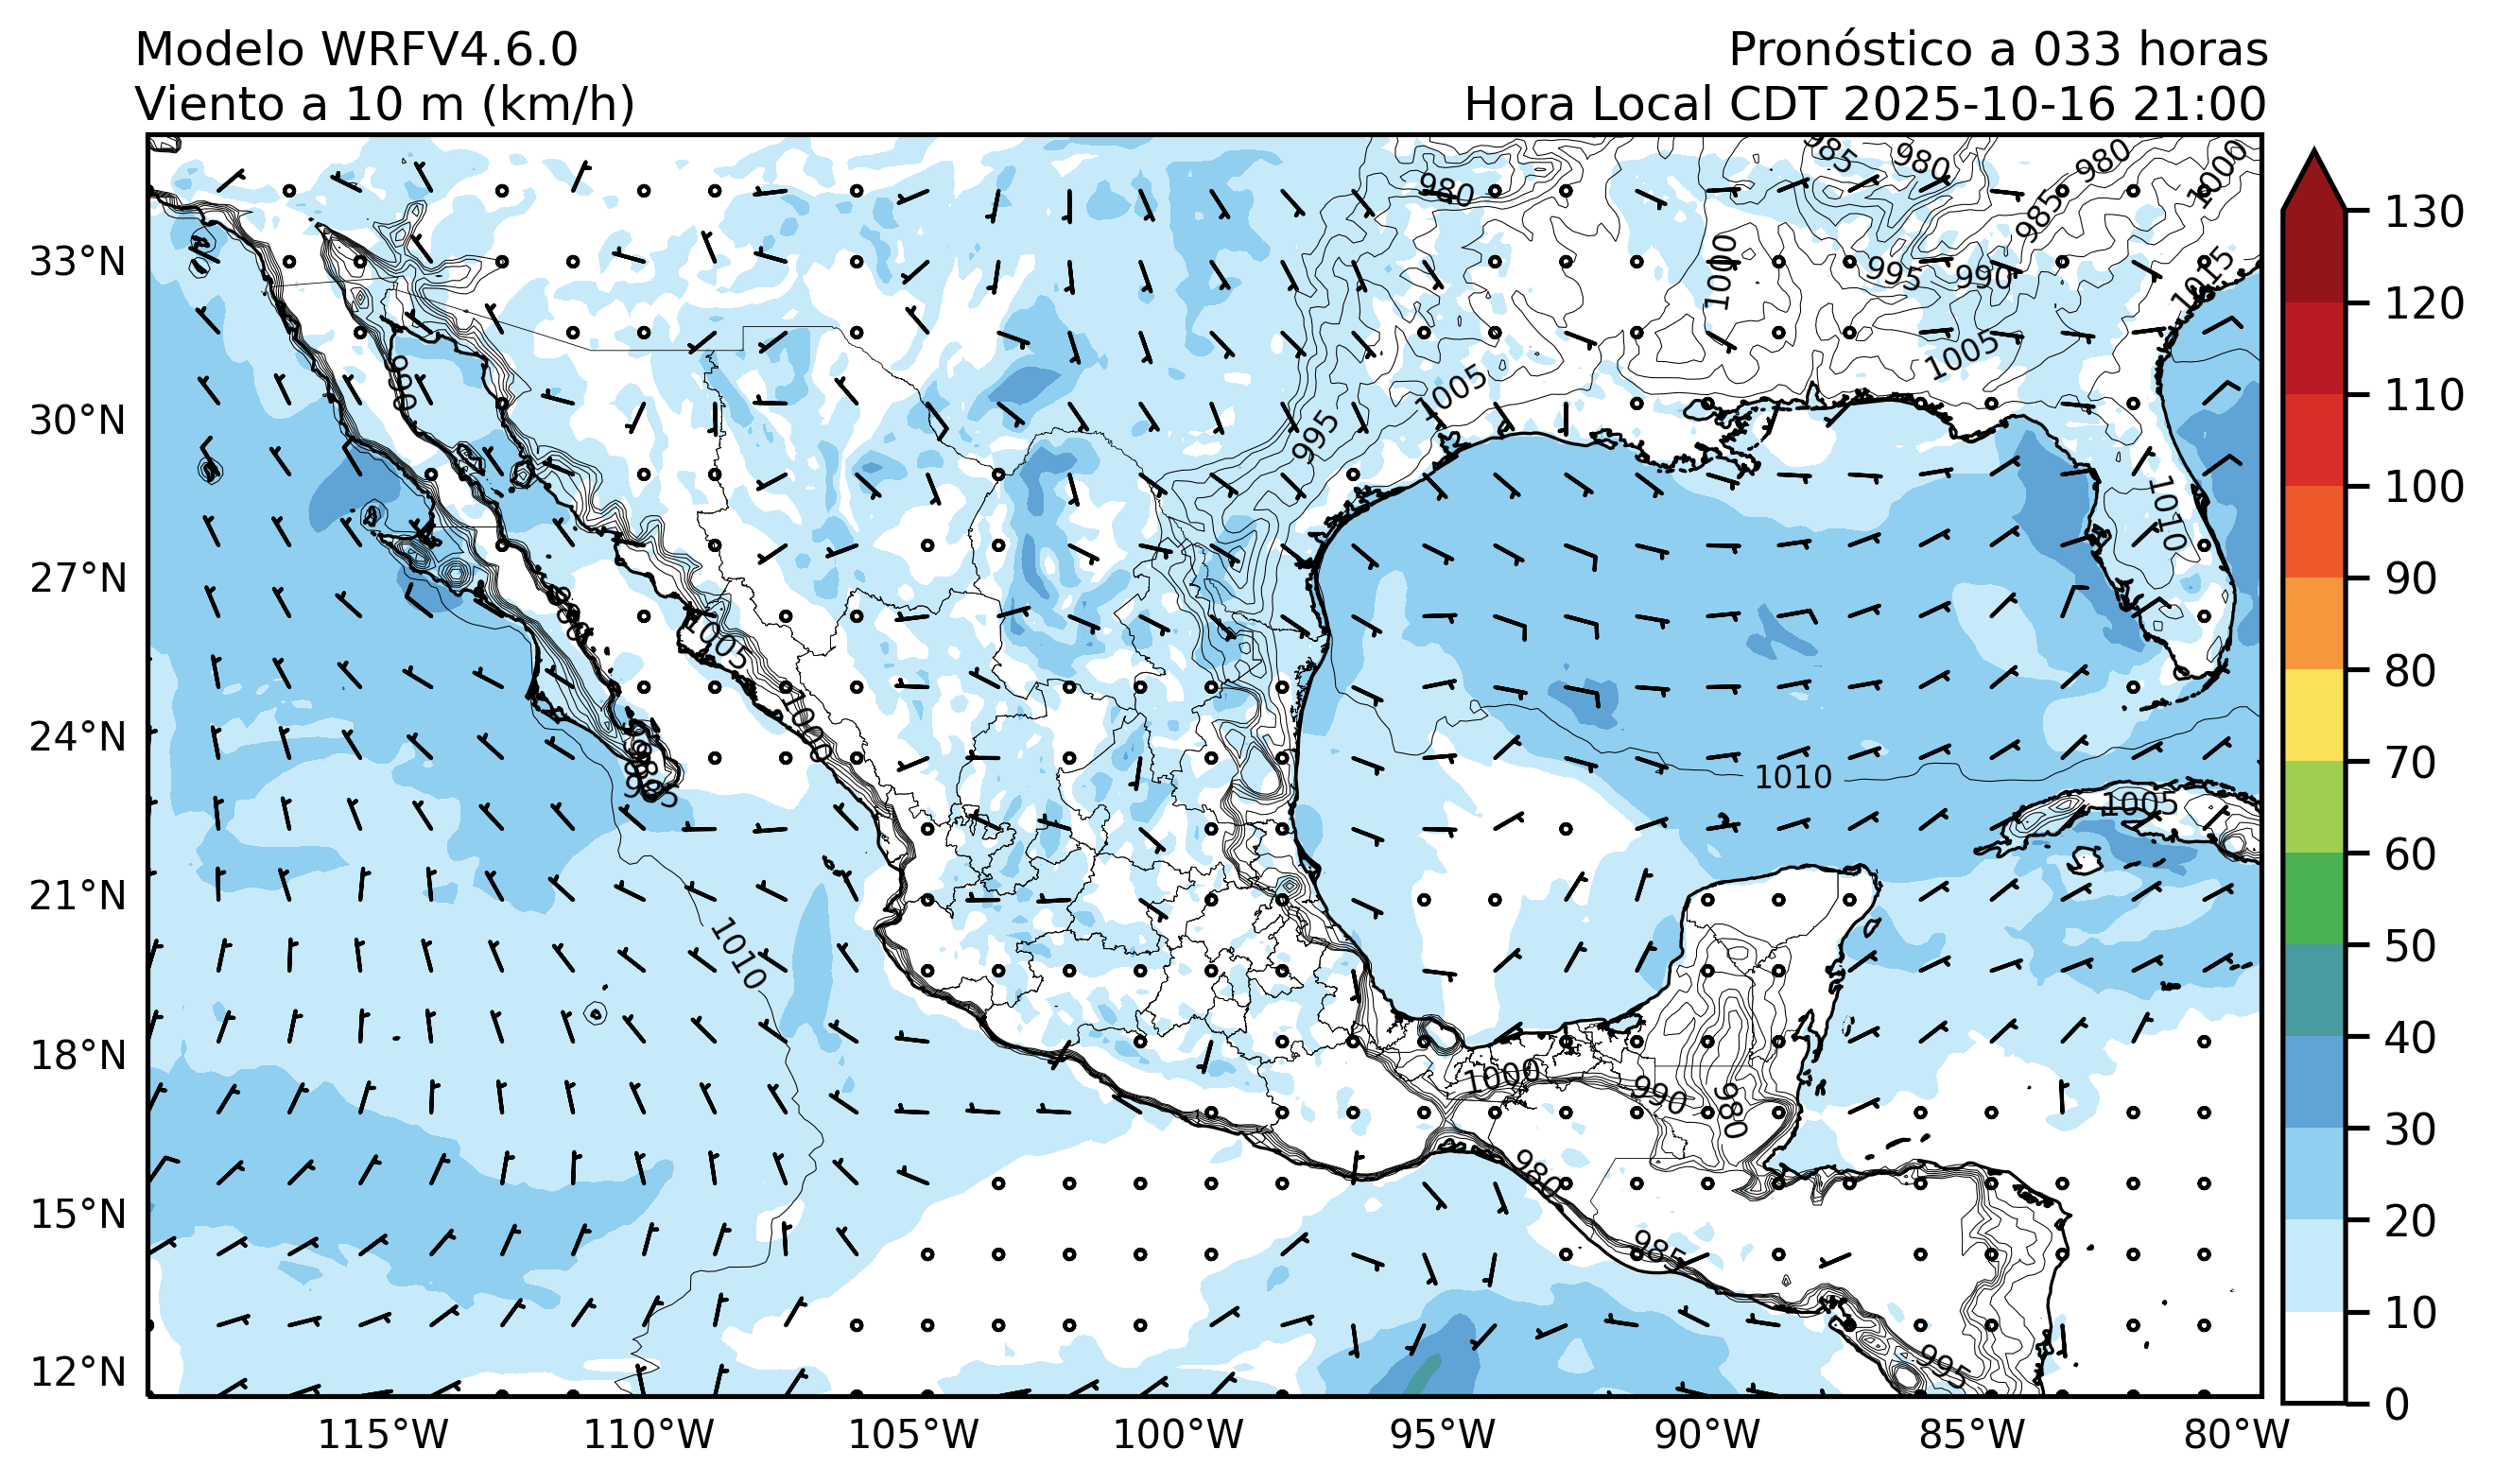 Modelo WRFV4.6.0
Pronóstico a 033 horas
Viento a 10 m (km/h)
Hora Local CDT 2025-10-16 21:00
985
980
980
980
1000
985
1000
995
990
1015
1005
1005
990
995
1010
1005
1000
1010
985
1005
1010
1000
990
980
980
985
995
33°N
30°N
27°N
24°N
21°N
18°N
15°N
12°N
115°W
110°W
105°W
100°W
95°W
90°W
85°W
80°W
130
120
110
100
90
80
70
60
50
40
30
20
10
0